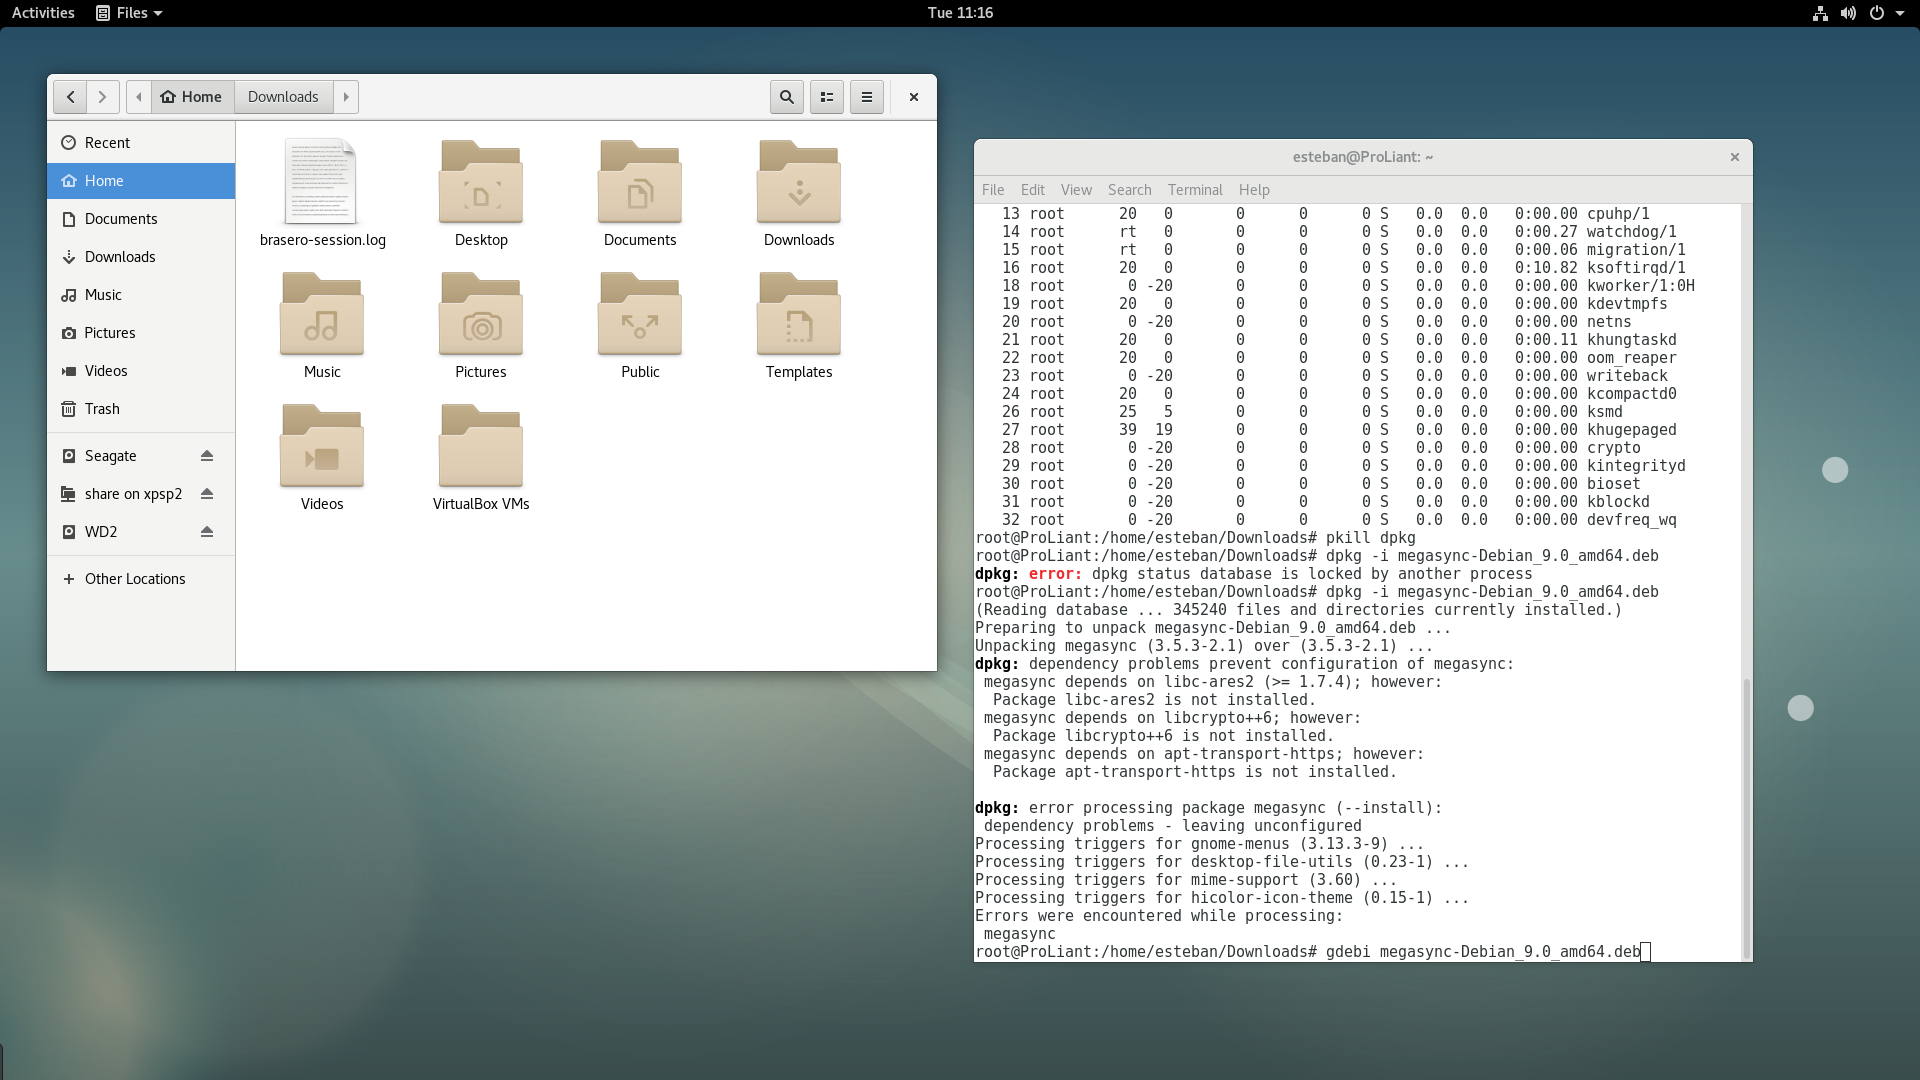 Activities
Files
Tue 11:16
Home
Downloads
Recent
Home
Documents
Downloads
Music
Pictures
Videos
Trash
Seagate
share on xpsp2
WD2
Other Locations
brasero-session.log
Desktop
Documents
Downloads
Music
Pictures
Public
Templates
Videos
VirtualBox VMs
esteban@ProLiant: ~
File Edit View Search Terminal Help
13 root 20 0 0 0 0 S 0.0 0.0 0:00.00 cpuhp/1
14 root rt 0 0 0 0 S 0.0 0.0 0:00.27 watchdog/1
15 root rt 0 0 0 0 S 0.0 0.0 0:00.06 migration/1
16 root 20 0 0 0 0 S 0.0 0.0 0:10.82 ksoftirqd/1
18 root 0 -20 0 0 0 S 0.0 0.0 0:00.00 kworker/1:0H
19 root 20 0 0 0 0 S 0.0 0.0 0:00.00 kdevtmpfs
20 root 0 -20 0 0 0 S 0.0 0.0 0:00.00 netns
21 root 20 0 0 0 0 S 0.0 0.0 0:00.11 khungtaskd
22 root 20 0 0 0 0 S 0.0 0.0 0:00.00 oom_reaper
23 root 0 -20 0 0 0 S 0.0 0.0 0:00.00 writeback
24 root 20 0 0 0 0 S 0.0 0.0 0:00.00 kcompactd0
26 root 25 5 0 0 0 S 0.0 0.0 0:00.00 ksmd
27 root 39 19 0 0 0 S 0.0 0.0 0:00.00 khugepaged
28 root 0 -20 0 0 0 S 0.0 0.0 0:00.00 crypto
29 root 0 -20 0 0 0 S 0.0 0.0 0:00.00 kintegrityd
30 root 0 -20 0 0 0 S 0.0 0.0 0:00.00 bioset
31 root 0 -20 0 0 0 S 0.0 0.0 0:00.00 kblockd
32 root 0 -20 0 0 0 S 0.0 0.0 0:00.00 devfreq_wq
root@ProLiant:/home/esteban/Downloads# pkill dpkg
root@ProLiant:/home/esteban/Downloads# dpkg -i megasync-Debian_9.0_amd64.deb
dpkg: error: dpkg status database is locked by another process
root@ProLiant:/home/esteban/Downloads# dpkg -i megasync-Debian_9.0_amd64.deb
(Reading database ... 345240 files and directories currently installed.)
Preparing to unpack megasync-Debian_9.0_amd64.deb ...
Unpacking megasync (3.5.3-2.1) over (3.5.3-2.1) ...
dpkg: dependency problems prevent configuration of megasync:
megasync depends on libc-ares2 (>= 1.7.4); however:
Package libc-ares2 is not installed.
megasync depends on libcrypto++6; however:
Package libcrypto++6 is not installed.
megasync depends on apt-transport-https; however:
Package apt-transport-https is not installed.
dpkg: error processing package megasync (--install):
dependency problems - leaving unconfigured
Processing triggers for gnome-menus (3.13.3-9) ...
Processing triggers for desktop-file-utils (0.23-1) ...
Processing triggers for mime-support (3.60) ...
Processing triggers for hicolor-icon-theme (0.15-1) ...
Errors were encountered while processing:
megasync
root@ProLiant:/home/esteban/Downloads# gdebi megasync-Debian_9.0_amd64.deb